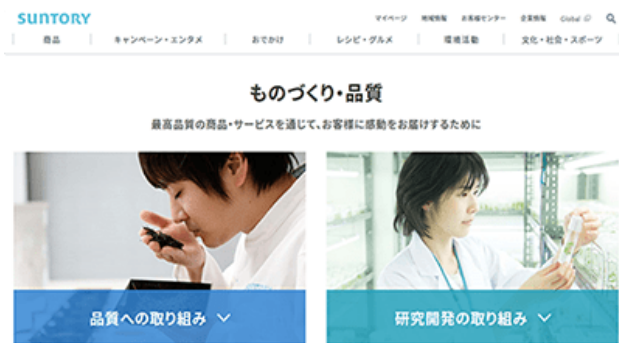 SUNTORY
マイページ 地域情報 お客様センター 企業情報 Global
商品 キャンペーン・エンタメ おでかけ レシピ・グルメ 環境活動 文化・社会・スポーツ
ものづくり・品質
最高品質の商品・サービスを通じて、お客様に感動をお届けするために
品質への取り組み
研究開発の取り組み